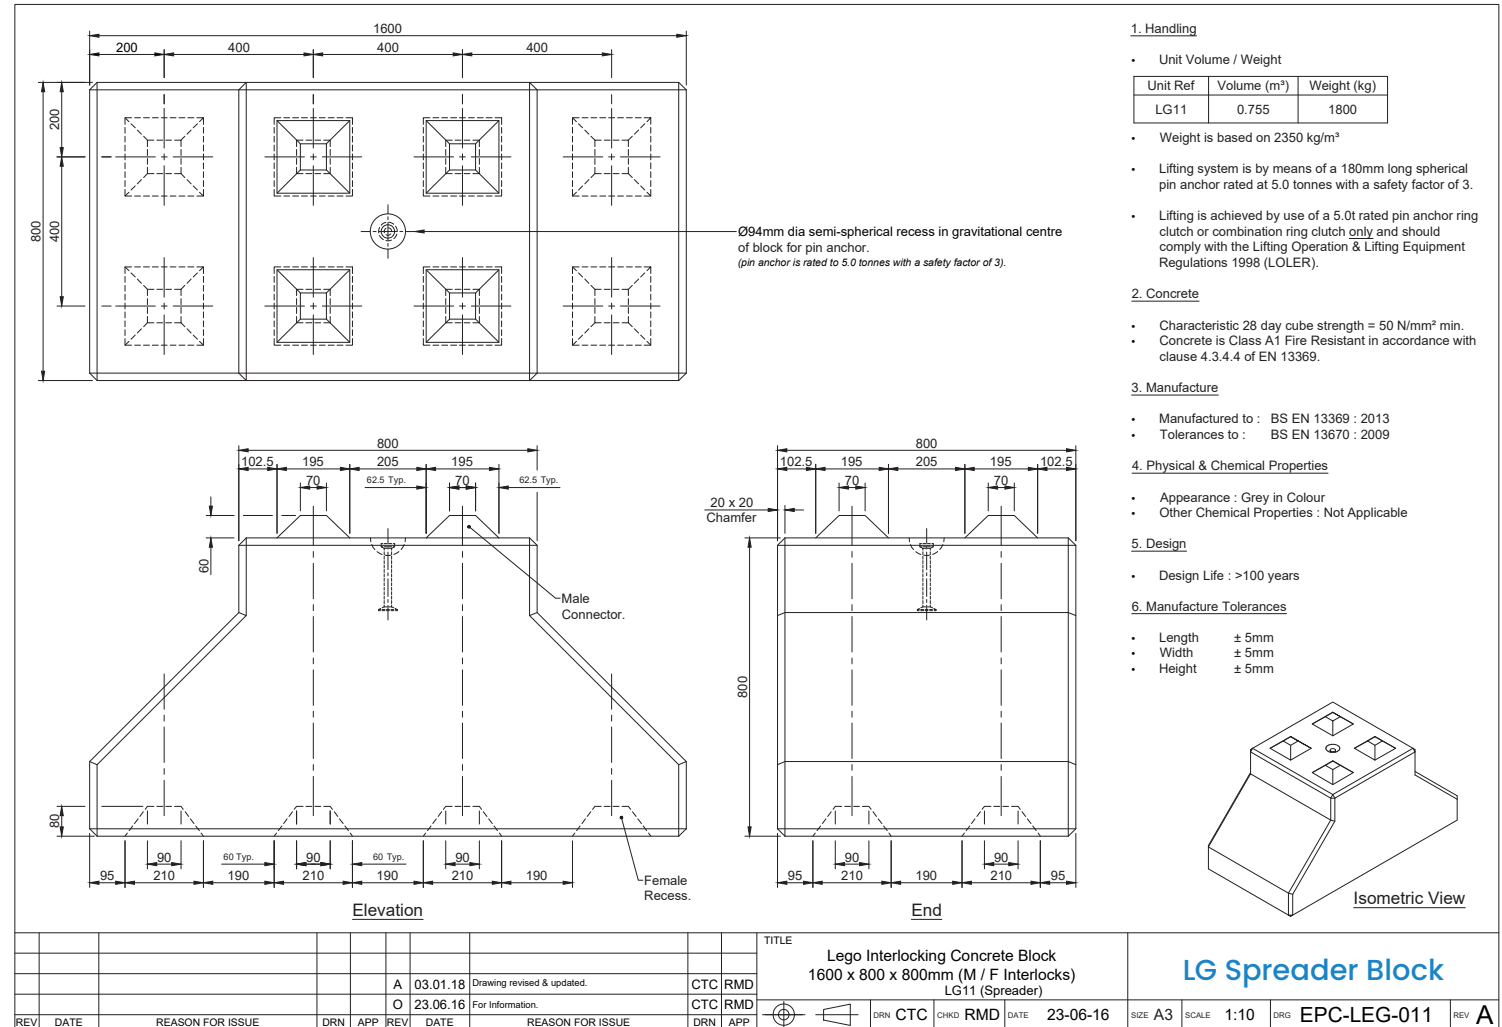 1600
200 400 400 400
200
400
800
Ø94mm dia semi-spherical recess in gravitational centre
of block for pin anchor.
(pin anchor is rated to 5.0 tonnes with a safety factor of 3).
800
102.5 195 205 195
70 62.5 Typ. 70 62.5 Typ.
60
Male
Connector.
80
90 60 Typ. 90 60 Typ. 90
95 210 190 210 190 210 190
Female
Recess.
Elevation
800
102.5 195 205 195 102.5
70 70
20 x 20
Chamfer
800
90 90
95 210 190 210 95
End
1. Handling
• Unit Volume / Weight
Unit Ref Volume (m³) Weight (kg)
LG11 0.755 1800
• Weight is based on 2350 kg/m³
• Lifting system is by means of a 180mm long spherical
pin anchor rated at 5.0 tonnes with a safety factor of 3.
• Lifting is achieved by use of a 5.0t rated pin anchor ring
clutch or combination ring clutch only and should
comply with the Lifting Operation & Lifting Equipment
Regulations 1998 (LOLER).
2. Concrete
• Characteristic 28 day cube strength = 50 N/mm² min.
• Concrete is Class A1 Fire Resistant in accordance with
clause 4.3.4.4 of EN 13369.
3. Manufacture
• Manufactured to : BS EN 13369 : 2013
• Tolerances to : BS EN 13670 : 2009
4. Physical & Chemical Properties
• Appearance : Grey in Colour
• Other Chemical Properties : Not Applicable
5. Design
• Design Life : >100 years
6. Manufacture Tolerances
• Length ± 5mm
• Width ± 5mm
• Height ± 5mm
Isometric View
A 03.01.18 Drawing revised & updated. CTC RMD
O 23.06.16 For Information. CTC RMD
REV DATE REASON FOR ISSUE DRN APP REV DATE REASON FOR ISSUE DRN APP
TITLE
Lego Interlocking Concrete Block
1600 x 800 x 800mm (M / F Interlocks)
LG11 (Spreader)
DRN CTC CHKD RMD DATE 23-06-16
LG Spreader Block
SIZE A3 SCALE 1:10 DRG EPC-LEG-011 REV A